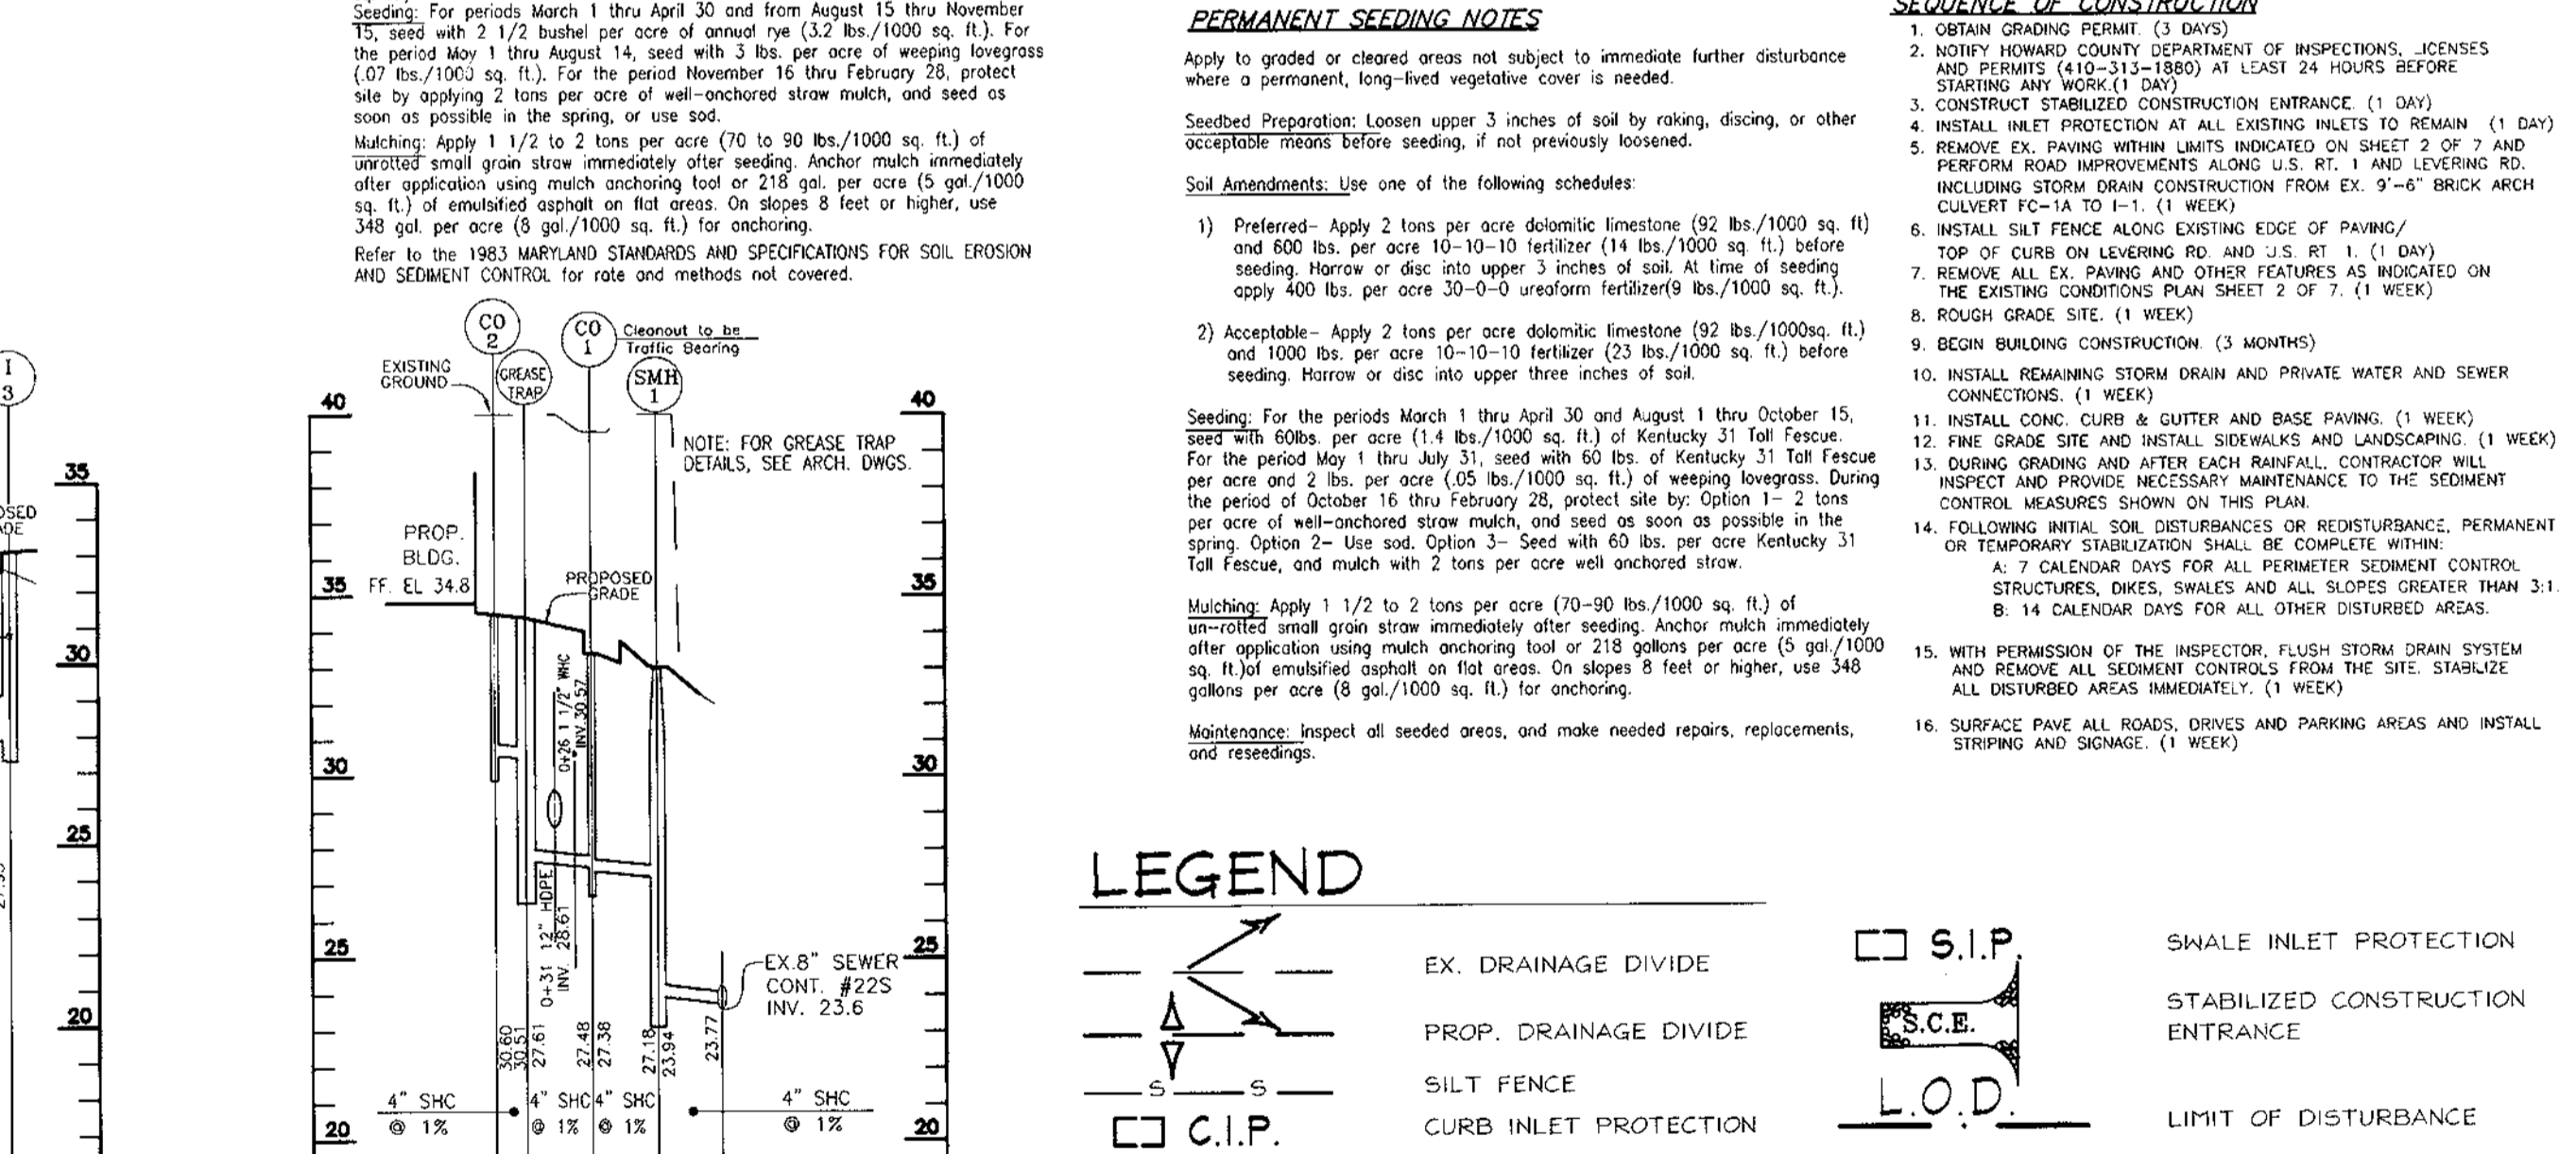 Seeding: For periods March 1 thru April 30 and from August 15 thru November
15, seed with 2 1/2 bushel per acre of annual rye (3.2 lbs./1000 sq. ft.). For
the period May 1 thru August 14, seed with 3 lbs. per acre of weeping lovegrass
(.07 lbs./1000 sq. ft.). For the period November 16 thru February 28, protect
site by applying 2 tons per acre of well-anchored straw mulch, and seed as
soon as possible in the spring, or use sod.
Mulching: Apply 1 1/2 to 2 tons per acre (70 to 90 lbs./1000 sq. ft.) of
unrotted small grain straw immediately after seeding. Anchor mulch immediately
after application using mulch anchoring tool or 218 gal. per acre (5 gal./1000
sq. ft.) of emulsified asphalt on flat areas. On slopes 8 feet or higher, use
348 gal. per acre (8 gal./1000 sq. ft.) for anchoring.
Refer to the 1983 MARYLAND STANDARDS AND SPECIFICATIONS FOR SOIL EROSION
AND SEDIMENT CONTROL for rate and methods not covered.
I
3
35
30
25
20
CO
2
GREASE
TRAP
CO
1
Cleanout to be
Traffic Bearing
SMH
1
EXISTING
GROUND
40
40
NOTE: FOR GREASE TRAP
DETAILS, SEE ARCH. DWGS.
PROP.
BLDG.
FF. EL 34.8
35
35
PROPOSED
GRADE
0+26 1 1/2" WHC
INV.30.57
30
30
0+31 12" HDPE
INV. 28.61
25
25
EX.8" SEWER
CONT. #22S
INV. 23.6
30.60
30.51
27.61
27.48
27.38
27.18
23.94
23.77
4" SHC
@ 1%
4" SHC
@ 1%
4" SHC
@ 1%
4" SHC
@ 1%
20
20
PERMANENT SEEDING NOTES
Apply to graded or cleared areas not subject to immediate further disturbance
where a permanent, long-lived vegetative cover is needed.
Seedbed Preparation: Loosen upper 3 inches of soil by raking, discing, or other
acceptable means before seeding, if not previously loosened.
Soil Amendments: Use one of the following schedules:
1) Preferred- Apply 2 tons per acre dolomitic limestone (92 lbs./1000 sq. ft)
and 600 lbs. per acre 10-10-10 fertilizer (14 lbs./1000 sq. ft.) before
seeding. Harrow or disc into upper 3 inches of soil. At time of seeding
apply 400 lbs. per acre 30-0-0 ureaform fertilizer(9 lbs./1000 sq. ft.).
2) Acceptable- Apply 2 tons per acre dolomitic limestone (92 lbs./1000sq. ft.)
and 1000 lbs. per acre 10-10-10 fertilizer (23 lbs./1000 sq. ft.) before
seeding. Harrow or disc into upper three inches of soil.
Seeding: For the periods March 1 thru April 30 and August 1 thru October 15,
seed with 60lbs. per acre (1.4 lbs./1000 sq. ft.) of Kentucky 31 Tall Fescue.
For the period May 1 thru July 31, seed with 60 lbs. of Kentucky 31 Tall Fescue
per acre and 2 lbs. per acre (.05 lbs./1000 sq. ft.) of weeping lovegrass. During
the period of October 16 thru February 28, protect site by: Option 1- 2 tons
per acre of well-anchored straw mulch, and seed as soon as possible in the
spring. Option 2- Use sod. Option 3- Seed with 60 lbs. per acre Kentucky 31
Tall Fescue, and mulch with 2 tons per acre well anchored straw.
Mulching: Apply 1 1/2 to 2 tons per acre (70-90 lbs./1000 sq. ft.) of
un-rotted small grain straw immediately after seeding. Anchor mulch immediately
after application using mulch anchoring tool or 218 gallons per acre (5 gal./1000
sq. ft.)of emulsified asphalt on flat areas. On slopes 8 feet or higher, use 348
gallons per acre (8 gal./1000 sq. ft.) for anchoring.
Maintenance: Inspect all seeded areas, and make needed repairs, replacements,
and reseedings.
SEQUENCE OF CONSTRUCTION
1. OBTAIN GRADING PERMIT. (3 DAYS)
2. NOTIFY HOWARD COUNTY DEPARTMENT OF INSPECTIONS, LICENSES
AND PERMITS (410-313-1880) AT LEAST 24 HOURS BEFORE
STARTING ANY WORK.(1 DAY)
3. CONSTRUCT STABILIZED CONSTRUCTION ENTRANCE. (1 DAY)
4. INSTALL INLET PROTECTION AT ALL EXISTING INLETS TO REMAIN (1 DAY)
5. REMOVE EX. PAVING WITHIN LIMITS INDICATED ON SHEET 2 OF 7 AND
PERFORM ROAD IMPROVEMENTS ALONG U.S. RT. 1 AND LEVERING RD.
INCLUDING STORM DRAIN CONSTRUCTION FROM EX. 9'-6" BRICK ARCH
CULVERT FC-1A TO I-1. (1 WEEK)
6. INSTALL SILT FENCE ALONG EXISTING EDGE OF PAVING/
TOP OF CURB ON LEVERING RD. AND U.S. RT 1. (1 DAY)
7. REMOVE ALL EX. PAVING AND OTHER FEATURES AS INDICATED ON
THE EXISTING CONDITIONS PLAN SHEET 2 OF 7. (1 WEEK)
8. ROUGH GRADE SITE. (1 WEEK)
9. BEGIN BUILDING CONSTRUCTION. (3 MONTHS)
10. INSTALL REMAINING STORM DRAIN AND PRIVATE WATER AND SEWER
CONNECTIONS. (1 WEEK)
11. INSTALL CONC. CURB & GUTTER AND BASE PAVING. (1 WEEK)
12. FINE GRADE SITE AND INSTALL SIDEWALKS AND LANDSCAPING. (1 WEEK)
13. DURING GRADING AND AFTER EACH RAINFALL, CONTRACTOR WILL
INSPECT AND PROVIDE NECESSARY MAINTENANCE TO THE SEDIMENT
CONTROL MEASURES SHOWN ON THIS PLAN.
14. FOLLOWING INITIAL SOIL DISTURBANCES OR REDISTURBANCE, PERMANENT
OR TEMPORARY STABILIZATION SHALL BE COMPLETE WITHIN:
A: 7 CALENDAR DAYS FOR ALL PERIMETER SEDIMENT CONTROL
STRUCTURES, DIKES, SWALES AND ALL SLOPES GREATER THAN 3:1.
B: 14 CALENDAR DAYS FOR ALL OTHER DISTURBED AREAS.
15. WITH PERMISSION OF THE INSPECTOR, FLUSH STORM DRAIN SYSTEM
AND REMOVE ALL SEDIMENT CONTROLS FROM THE SITE. STABILIZE
ALL DISTURBED AREAS IMMEDIATELY. (1 WEEK)
16. SURFACE PAVE ALL ROADS, DRIVES AND PARKING AREAS AND INSTALL
STRIPING AND SIGNAGE. (1 WEEK)
LEGEND
EX. DRAINAGE DIVIDE
PROP. DRAINAGE DIVIDE
S S
SILT FENCE
C.I.P.
CURB INLET PROTECTION
S.I.P.
SWALE INLET PROTECTION
S.C.E.
STABILIZED CONSTRUCTION
ENTRANCE
L.O.D.
LIMIT OF DISTURBANCE